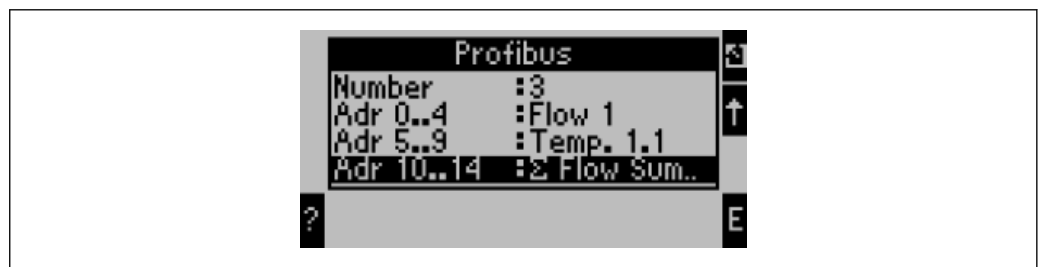 Profibus
Number :3
Adr 0..4 :Flow 1
Adr 5..9 :Temp. 1.1
Adr 10..14 :Σ Flow Sum..
↑
? E